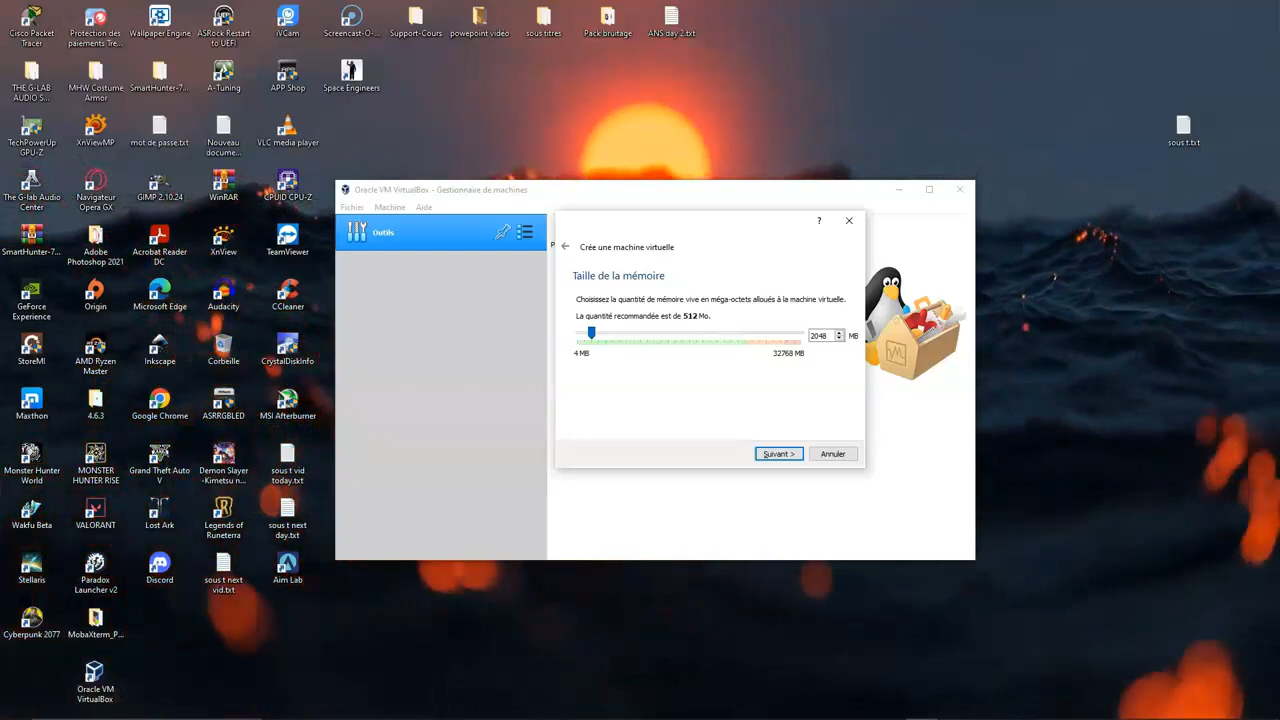 Cisco Packet
Tracer
Protection des
paiements Tre...
Wallpaper Engine
ASRock Restart
to UEFI
iVCam
Screencast-O-...
Support-Cours
powepoint video
sous titres
Pack bruitage
ANS day 2.txt
THE G-LAB
AUDIO S...
MHW Costume
Armor
SmartHunter-7...
A-Tuning
APP Shop
Space Engineers
TechPowerUp
GPU-Z
XnViewMP
mot de passe.txt
Nouveau
docume...
VLC media player
sous t.txt
The G-lab Audio
Center
Navigateur
Opera GX
GIMP 2.10.24
WinRAR
CPUID CPU-Z
SmartHunter-7...
Adobe
Photoshop 2021
Acrobat Reader
DC
XnView
TeamViewer
GeForce
Experience
Origin
Microsoft Edge
Audacity
CCleaner
StoreMI
AMD Ryzen
Master
Inkscape
Corbeille
CrystalDiskInfo
Maxthon
4.6.3
Google Chrome
ASRRGBLED
MSI Afterburner
Monster Hunter
World
MONSTER
HUNTER RISE
Grand Theft Auto
V
Demon Slayer
-Kimetsu n...
sous t vid
today.txt
Wakfu Beta
VALORANT
Lost Ark
Legends of
Runeterra
sous t next
day.txt
Stellaris
Paradox
Launcher v2
Discord
sous t next
vid.txt
Aim Lab
Cyberpunk 2077
MobaXterm_P...
Oracle VM
VirtualBox
Oracle VM VirtualBox - Gestionnaire de machines
Fichier Machine Aide
Outils
?
Crée une machine virtuelle
Taille de la mémoire
Choisissez la quantité de mémoire vive en méga-octets alloués à la machine virtuelle.
La quantité recommandée est de 512 Mo.
2048 MB
4 MB 32768 MB
Suivant > Annuler